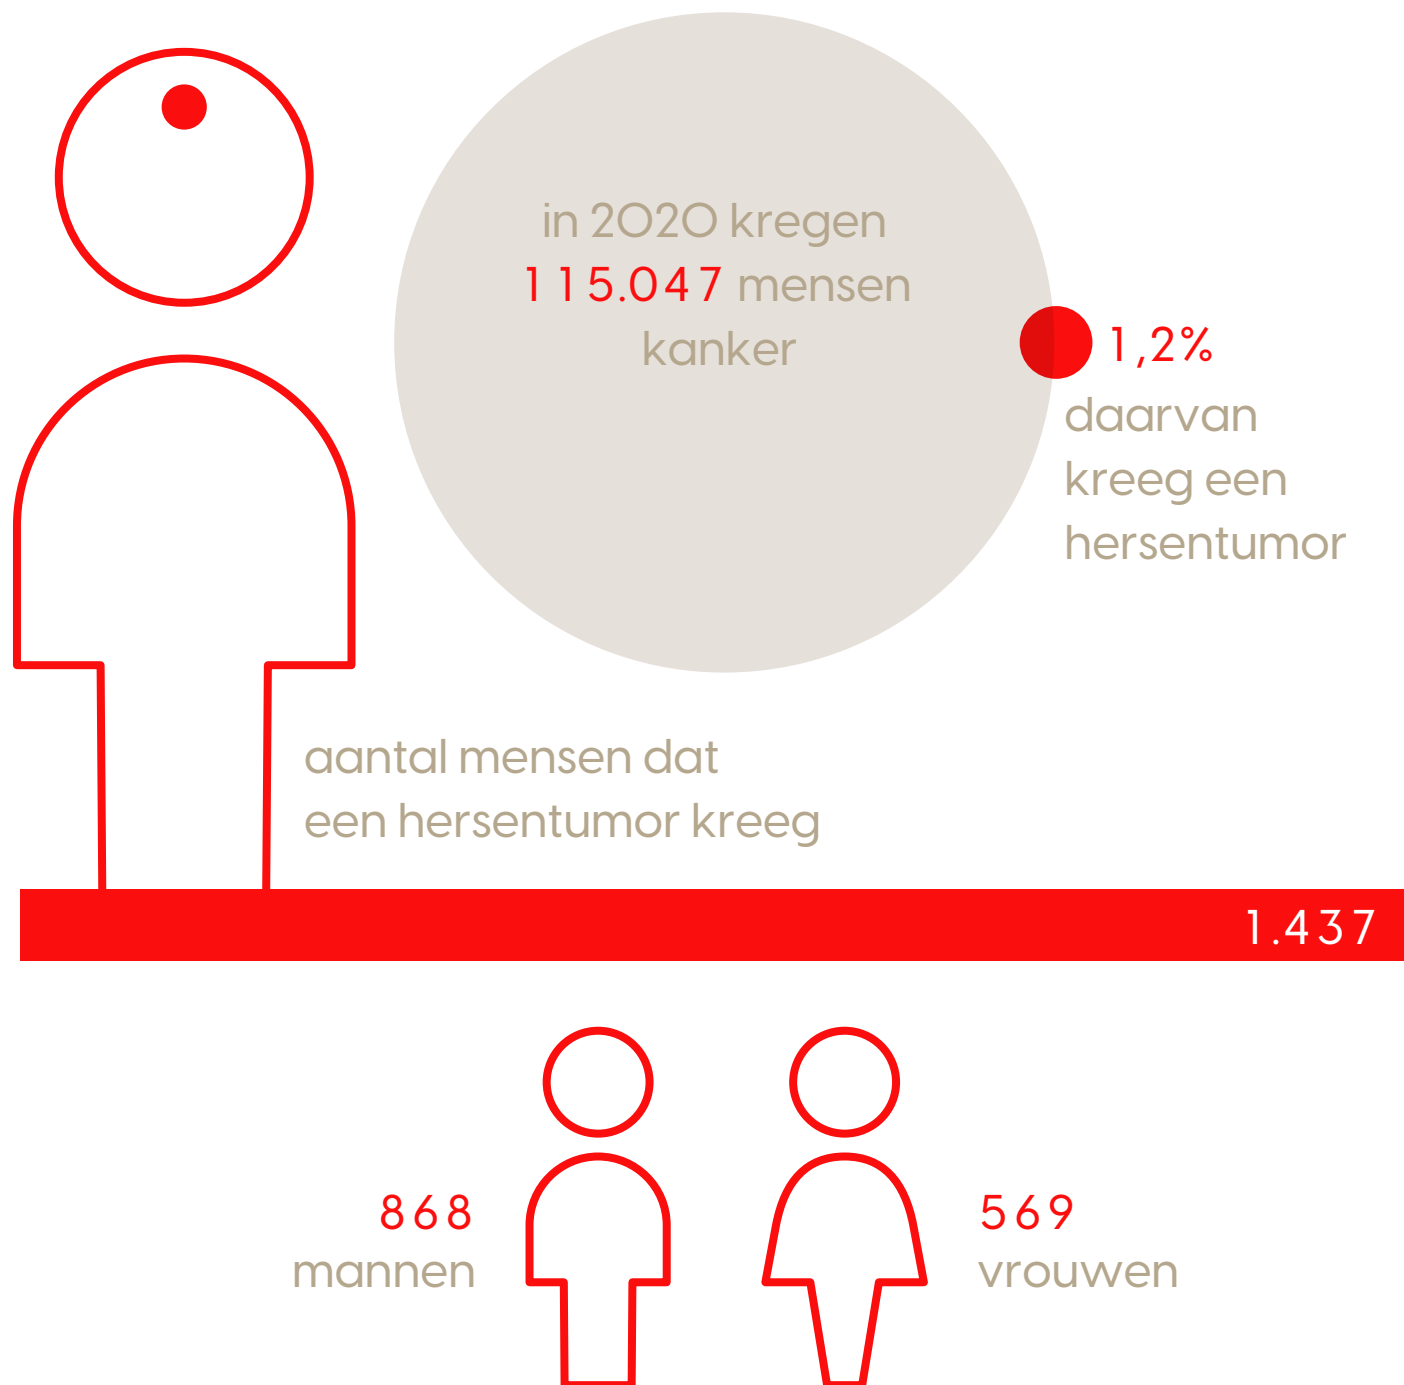 in 2020 kregen
115.047 mensen
kanker
1,2%
daarvan
kreeg een
hersentumor
aantal mensen dat
een hersentumor kreeg
1.437
868
mannen
569
vrouwen